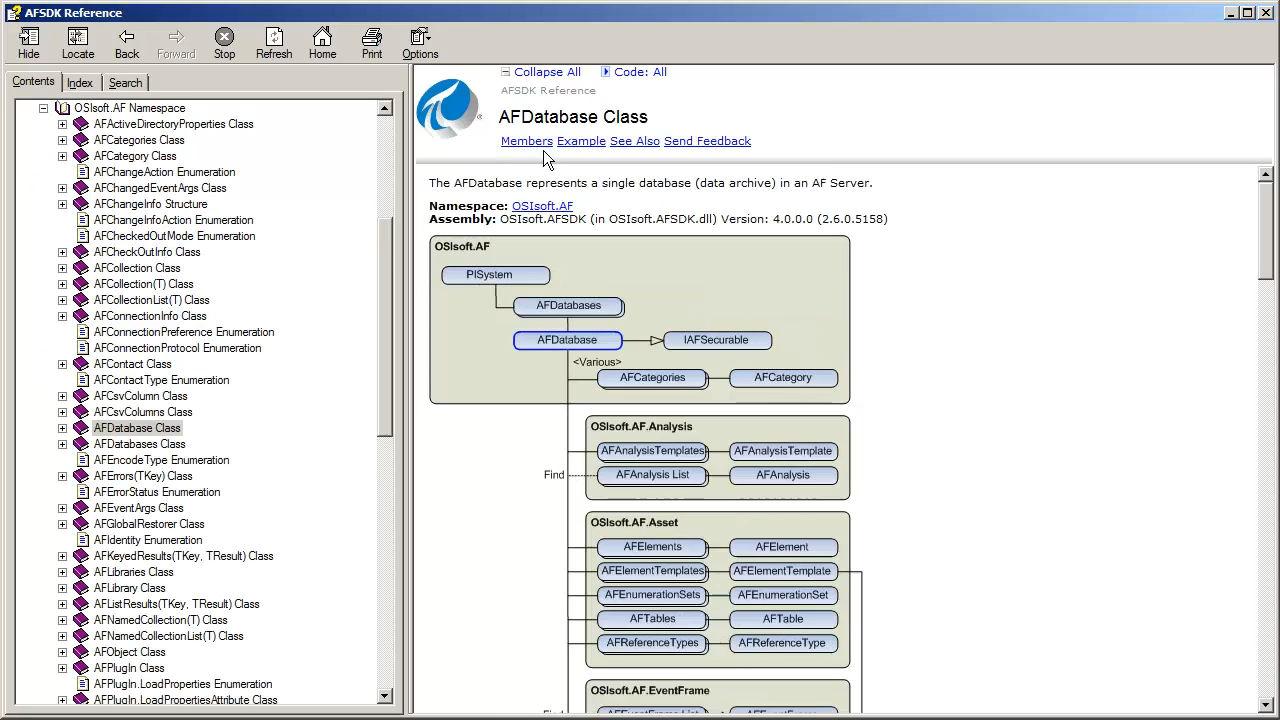 AFSDK Reference
Hide Locate Back Forward Stop Refresh Home Print Options
Contents Index Search
OSIsoft.AF Namespace
AFActiveDirectoryProperties Class
AFCategories Class
AFCategory Class
AFChangeAction Enumeration
AFChangedEventArgs Class
AFChangeInfo Structure
AFChangeInfoAction Enumeration
AFCheckedOutMode Enumeration
AFCheckOutInfo Class
AFCollection Class
AFCollection(T) Class
AFCollectionList(T) Class
AFConnectionInfo Class
AFConnectionPreference Enumeration
AFConnectionProtocol Enumeration
AFContact Class
AFContactType Enumeration
AFCsvColumn Class
AFCsvColumns Class
AFDatabase Class
AFDatabases Class
AFEncodeType Enumeration
AFErrors(TKey) Class
AFErrorStatus Enumeration
AFEventArgs Class
AFGlobalRestorer Class
AFIdentity Enumeration
AFKeyedResults(TKey, TResult) Class
AFLibraries Class
AFLibrary Class
AFListResults(TKey, TResult) Class
AFNamedCollection(T) Class
AFNamedCollectionList(T) Class
AFObject Class
AFPlugIn Class
AFPlugIn.LoadProperties Enumeration
AFPlugIn.LoadPropertiesAttribute Class
Collapse All Code: All
AFSDK Reference
AFDatabase Class
Members Example See Also Send Feedback
The AFDatabase represents a single database (data archive) in an AF Server.
Namespace: OSIsoft.AF
Assembly: OSIsoft.AFSDK (in OSIsoft.AFSDK.dll) Version: 4.0.0.0 (2.6.0.5158)
OSIsoft.AF
PISystem
AFDatabases
AFDatabase IAFSecurable
<Various>
AFCategories AFCategory
OSIsoft.AF.Analysis
AFAnalysisTemplates AFAnalysisTemplate
Find AFAnalysis List AFAnalysis
OSIsoft.AF.Asset
AFElements AFElement
AFElementTemplates AFElementTemplate
AFEnumerationSets AFEnumerationSet
AFTables AFTable
AFReferenceTypes AFReferenceType
OSIsoft.AF.EventFrame